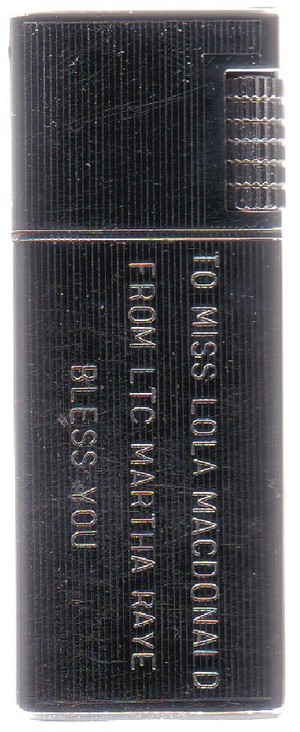 TO MISS LOLA MACDONALD
FROM LTC MARTHA RAYE
BLESS YOU